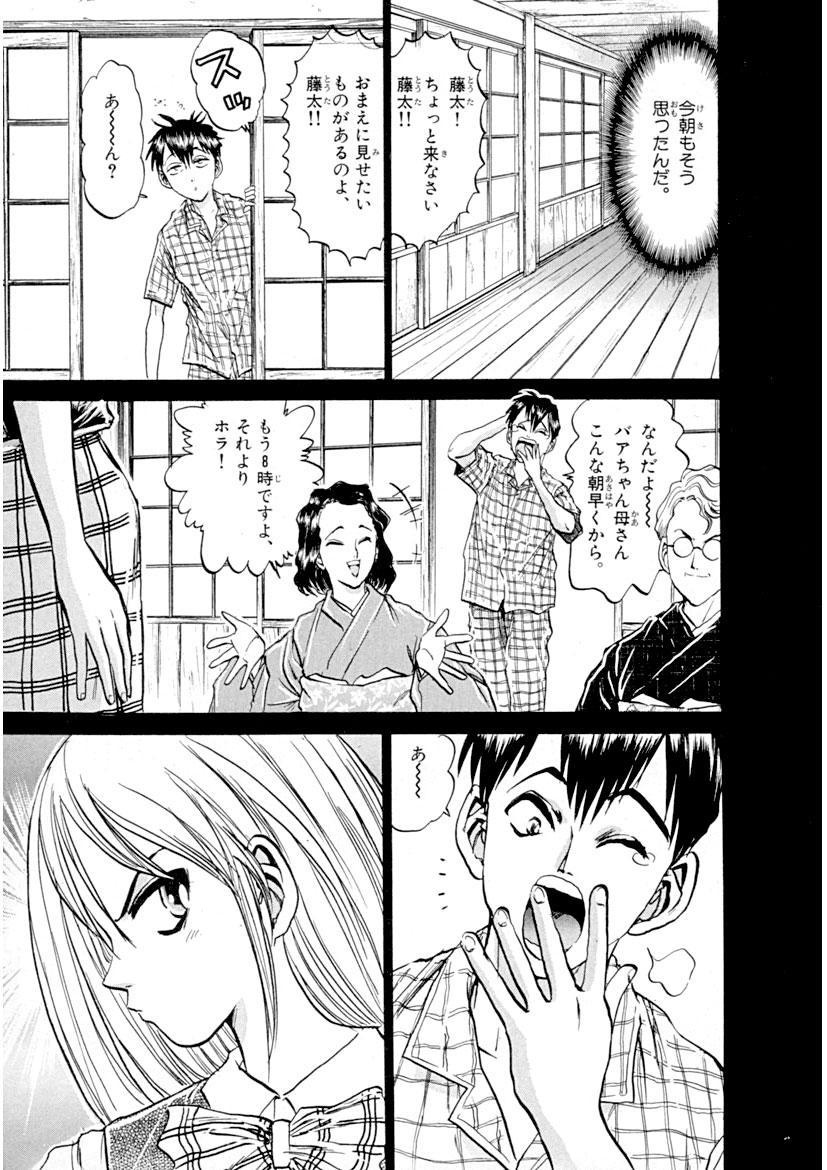 今朝もそう
思ったんだ。
藤太！
ちょっと来なさい
藤太!!
おまえに見せたい
ものがあるのよ、
藤太!!
スッ
あ〜〜ん？
なんだよ〜
バアちゃん母さん
こんな朝早くから。
もう8時ですよ、
それより
ホラ！
あ〜〜